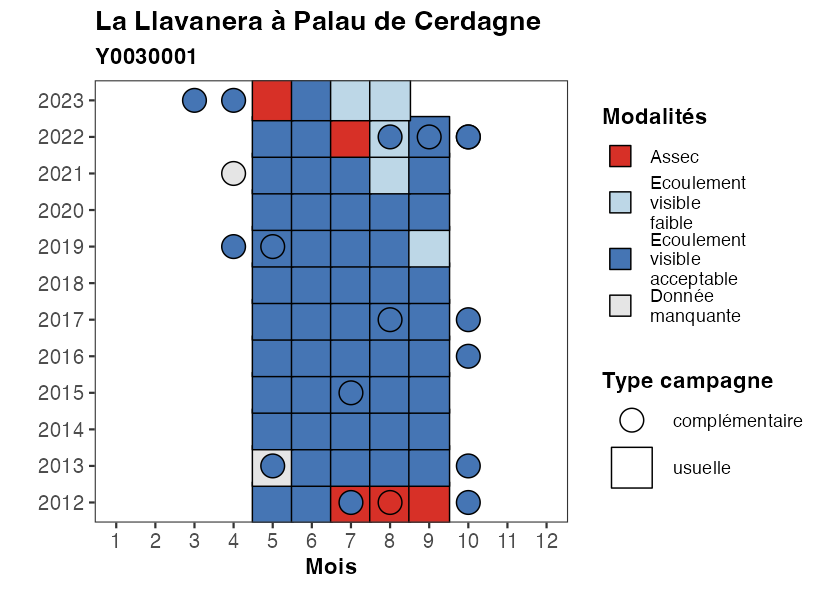 La Llavanera à Palau de Cerdagne
Y0030001
2023
2022
2021
2020
2019
2018
2017
2016
2015
2014
2013
2012
1 2 3 4 5 6 7 8 9 10 11 12
Mois
Modalités
Assec
Ecoulement
visible
faible
Ecoulement
visible
acceptable
Donnée
manquante
Type campagne
complémentaire
usuelle